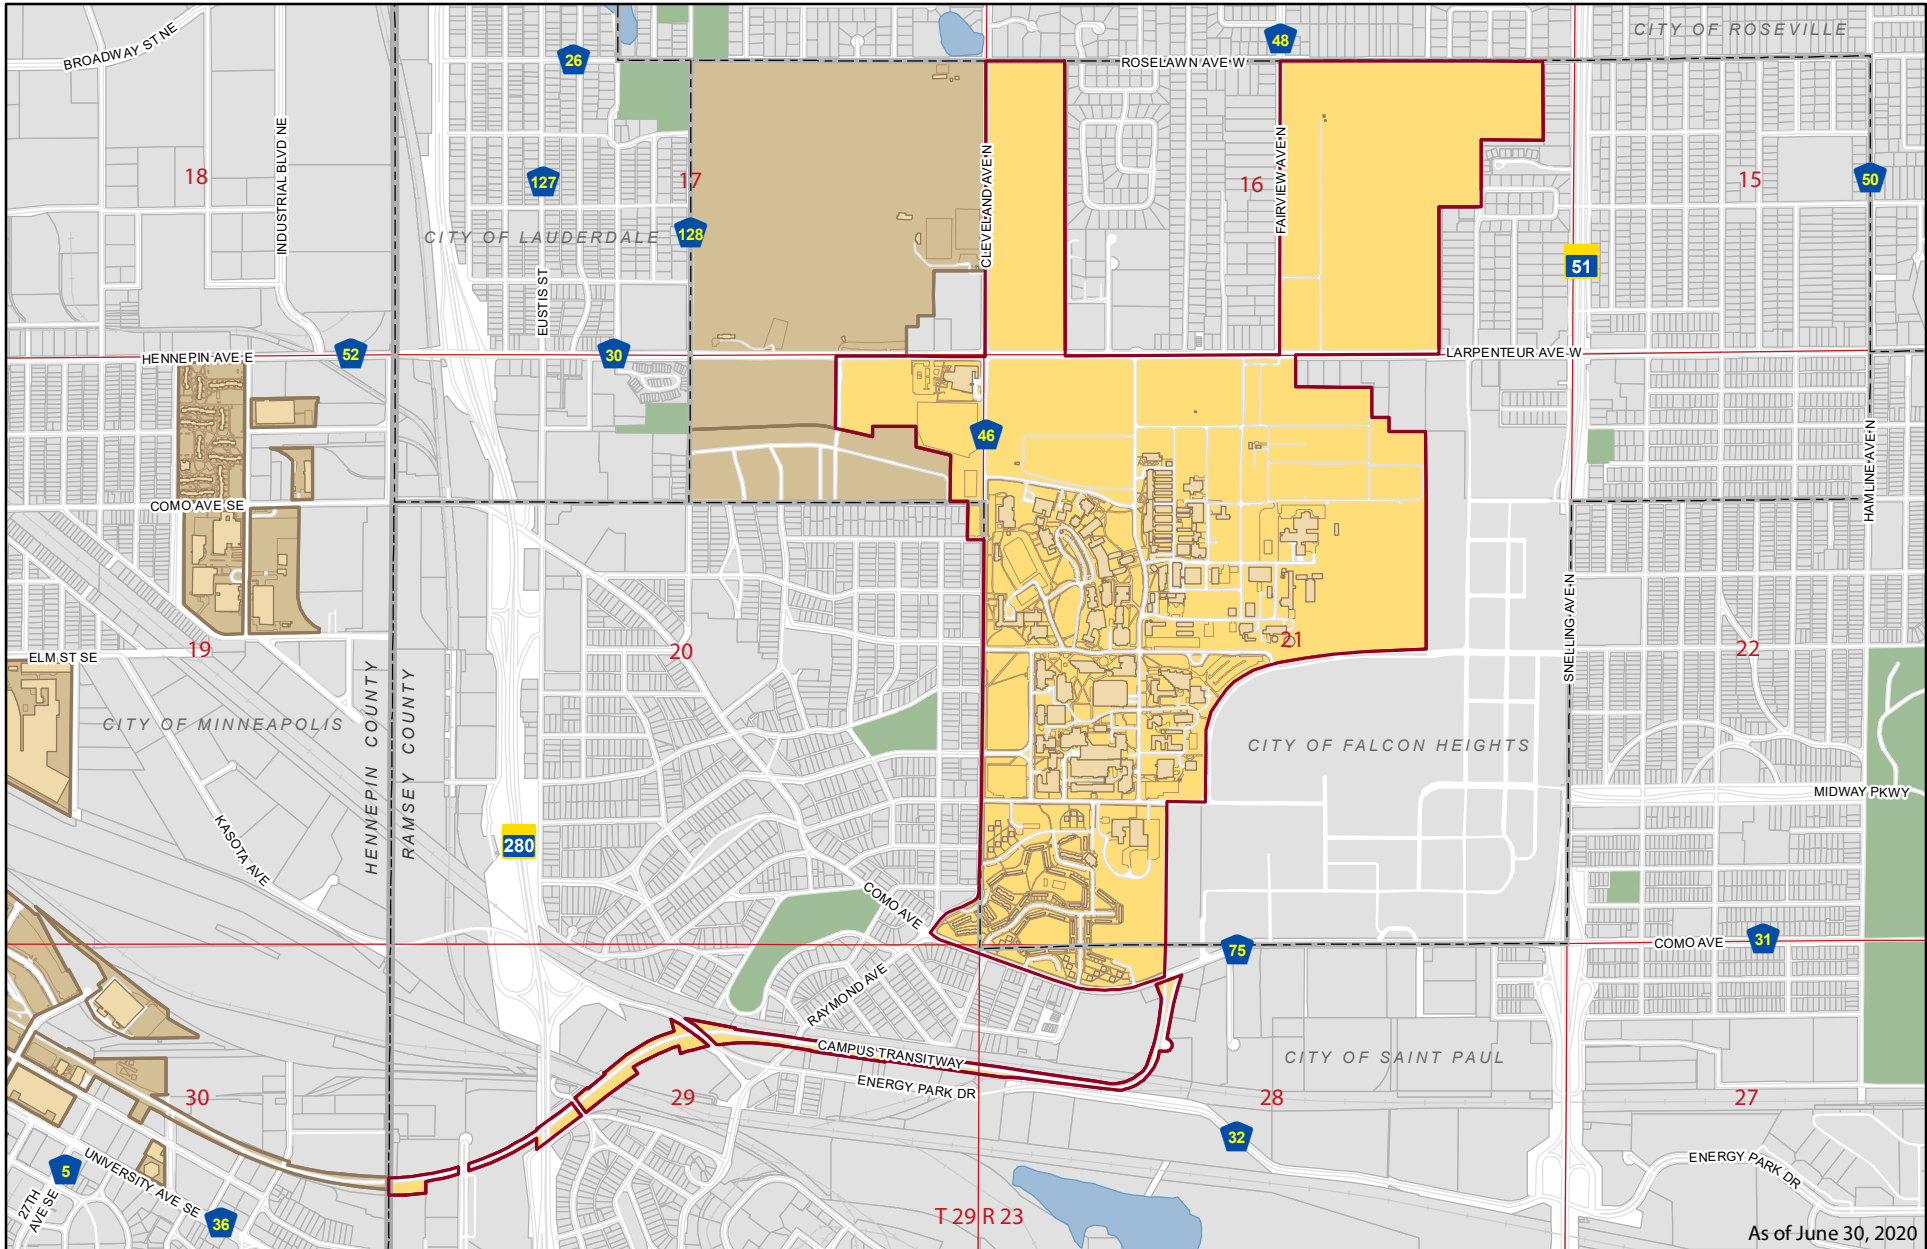 BROADWAY ST NE
26
48
CITY OF ROSEVILLE
ROSELAWN AVE W
INDUSTRIAL BLVD NE
CLEVELAND AVE N
FAIRVIEW AVE N
18
127
17
16
15
50
CITY OF LAUDERDALE
128
51
EUSTIS ST
HENNEPIN AVE E
52
30
LARPENTEUR AVE W
46
HAMLINE AVE N
COMO AVE SE
SNELLING AVE N
ELM ST SE
19
20
21
22
HENNEPIN COUNTY
RAMSEY COUNTY
CITY OF MINNEAPOLIS
CITY OF FALCON HEIGHTS
MIDWAY PKWY
KASOTA AVE
280
COMO AVE
75
COMO AVE
31
RAYMOND AVE
CAMPUS TRANSITWAY
CITY OF SAINT PAUL
ENERGY PARK DR
30
29
28
27
32
5
UNIVERSITY AVE SE
ENERGY PARK DR
27TH
AVE SE
36
T 29 R 23
As of June 30, 2020